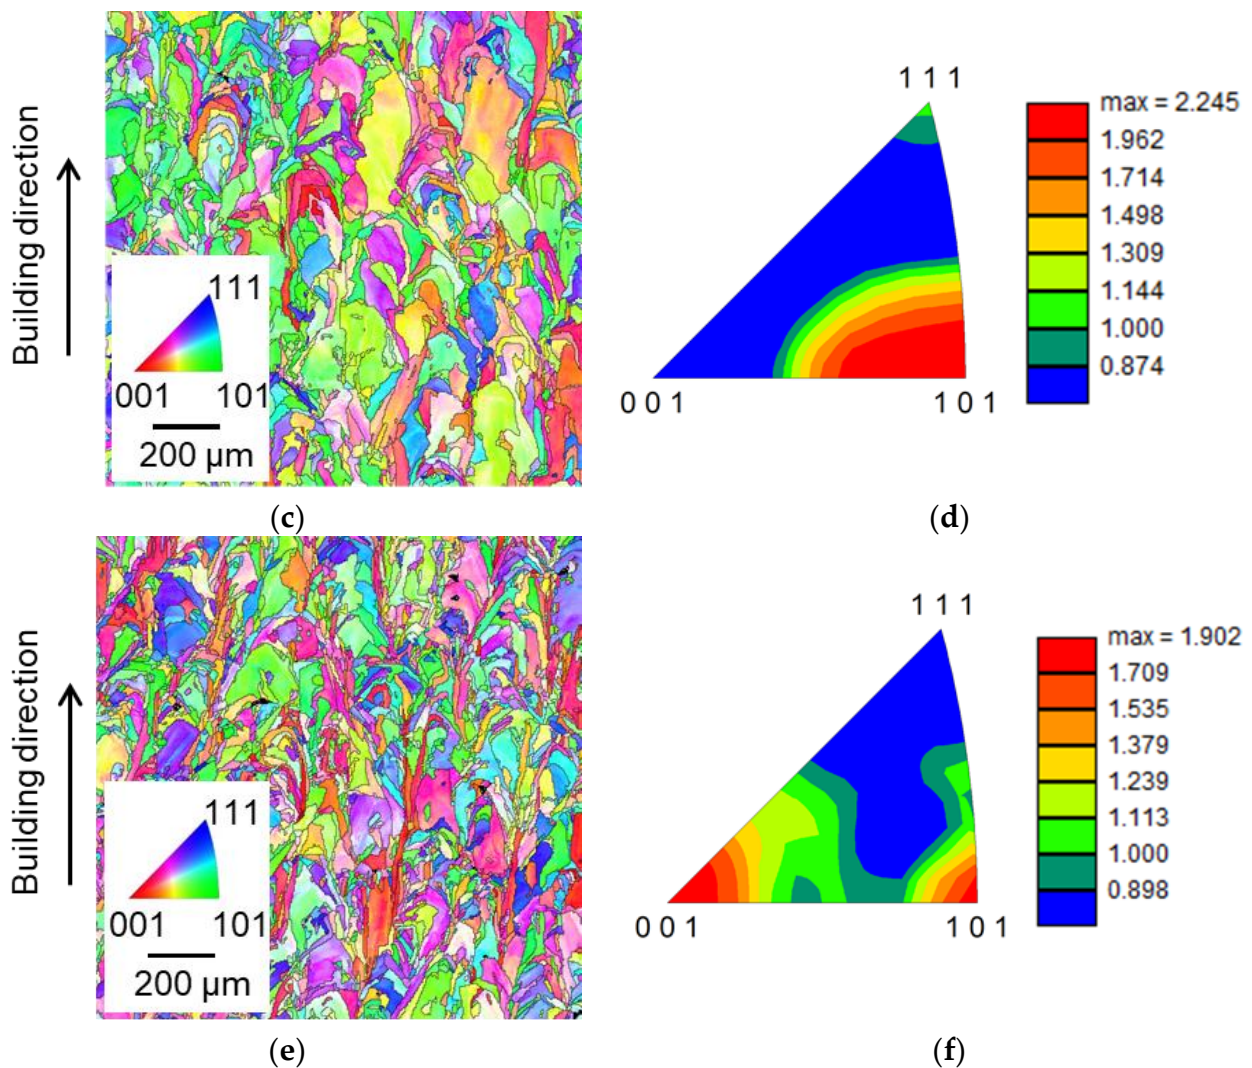 Building direction
111
001 101
200 µm
(c)
1 1 1
0 0 1 1 0 1
max = 2.245
1.962
1.714
1.498
1.309
1.144
1.000
0.874
(d)
Building direction
111
001 101
200 µm
(e)
1 1 1
0 0 1 1 0 1
max = 1.902
1.709
1.535
1.379
1.239
1.113
1.000
0.898
(f)